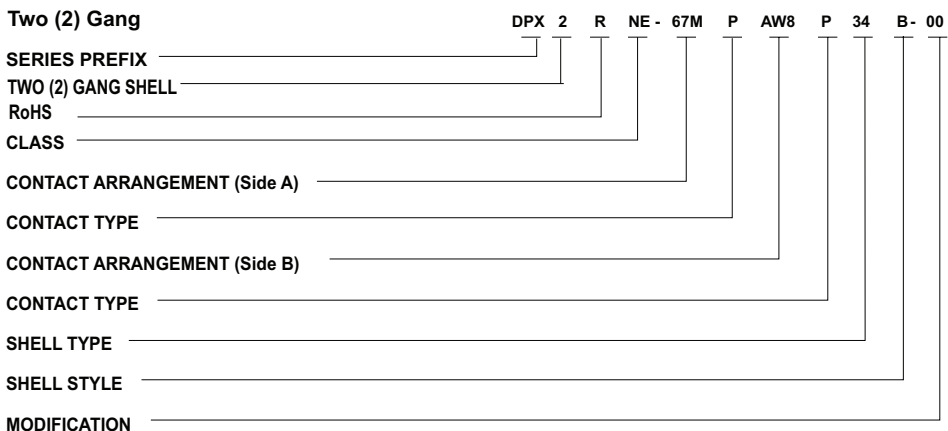 Two (2) Gang
DPX 2 R NE - 67M P AW8 P 34 B - 00
SERIES PREFIX
TWO (2) GANG SHELL
RoHS
CLASS
CONTACT ARRANGEMENT (Side A)
CONTACT TYPE
CONTACT ARRANGEMENT (Side B)
CONTACT TYPE
SHELL TYPE
SHELL STYLE
MODIFICATION